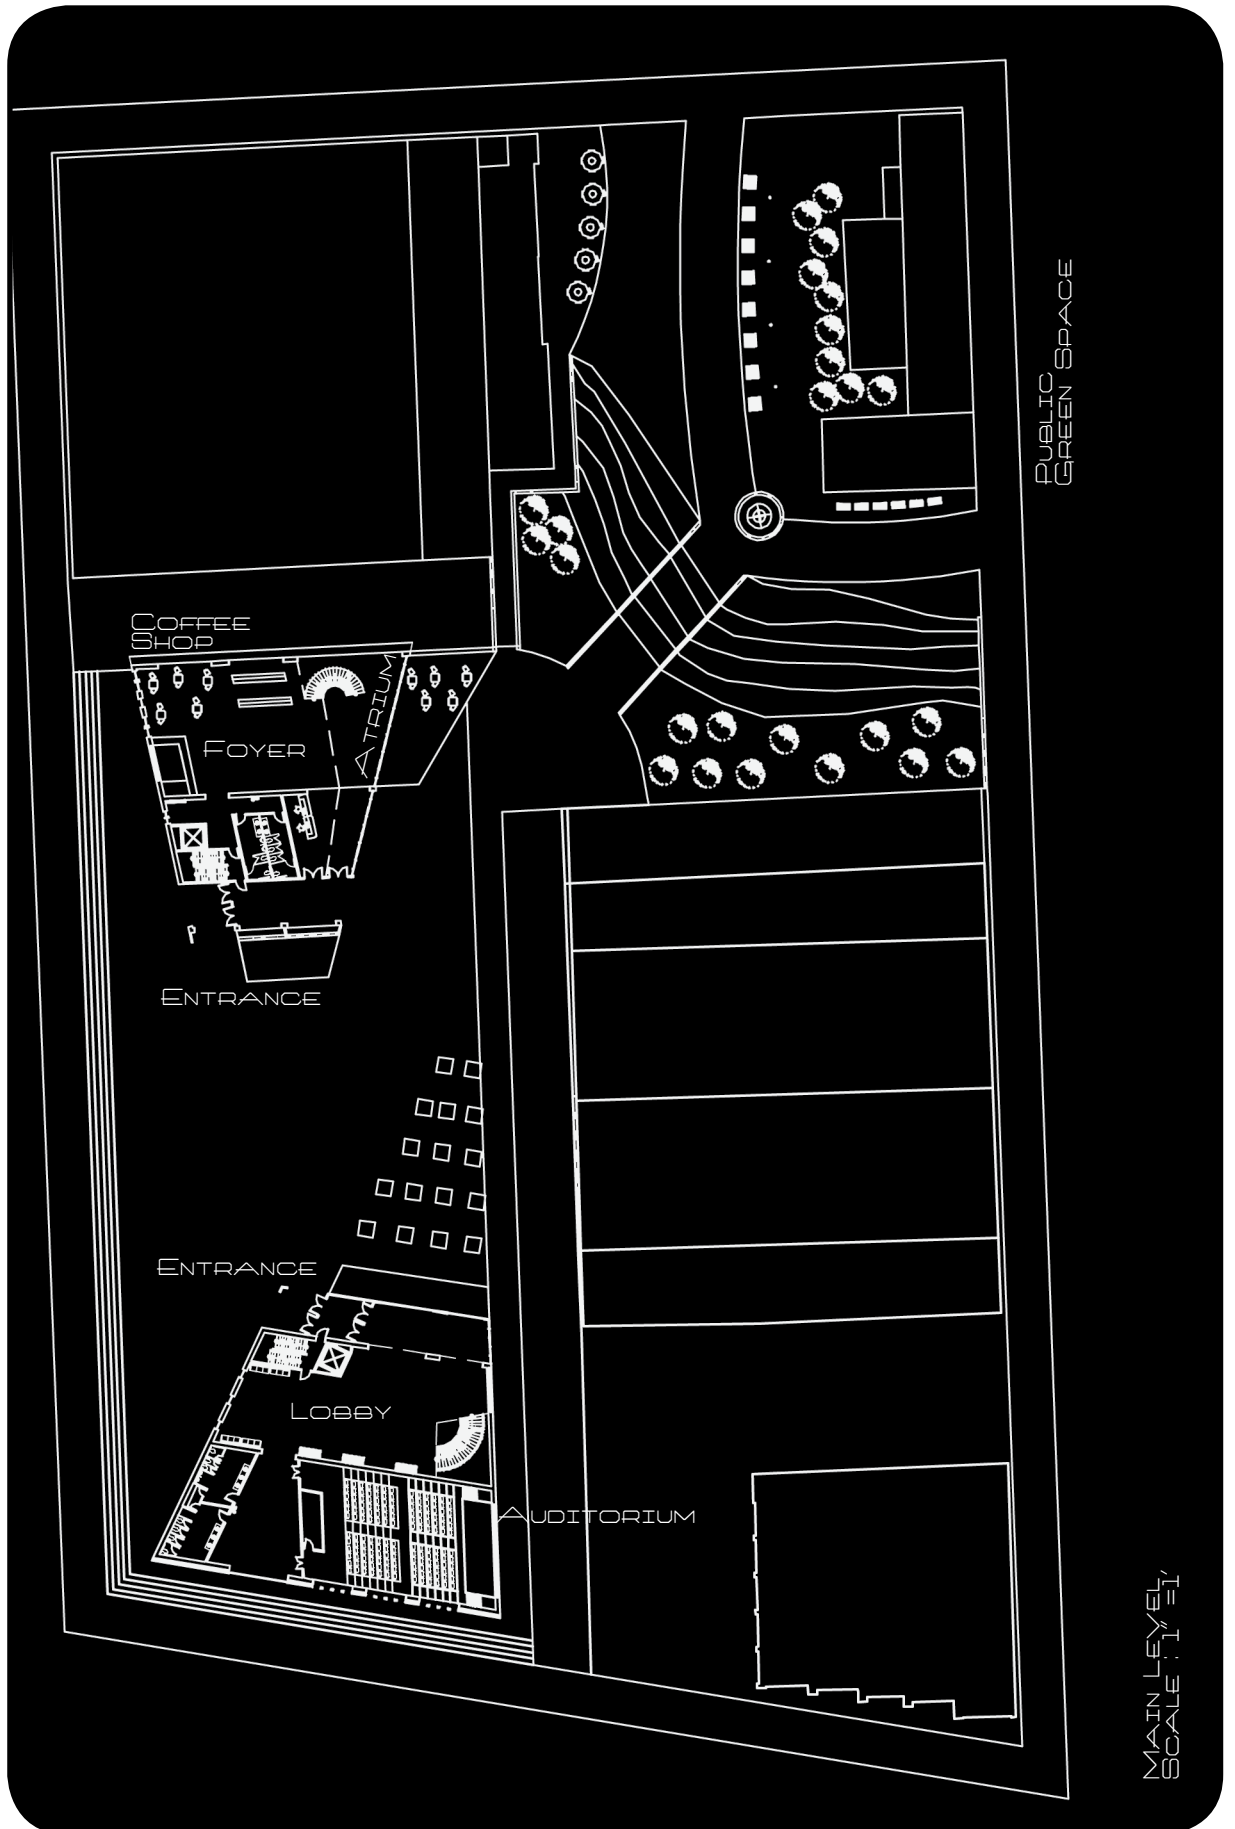 COFFEE
SHOP
ATRIUM
FOYER
ENTRANCE
ENTRANCE
LOBBY
AUDITORIUM
PUBLIC
GREEN SPACE
MAIN LEVEL,
SCALE : 1" =1'